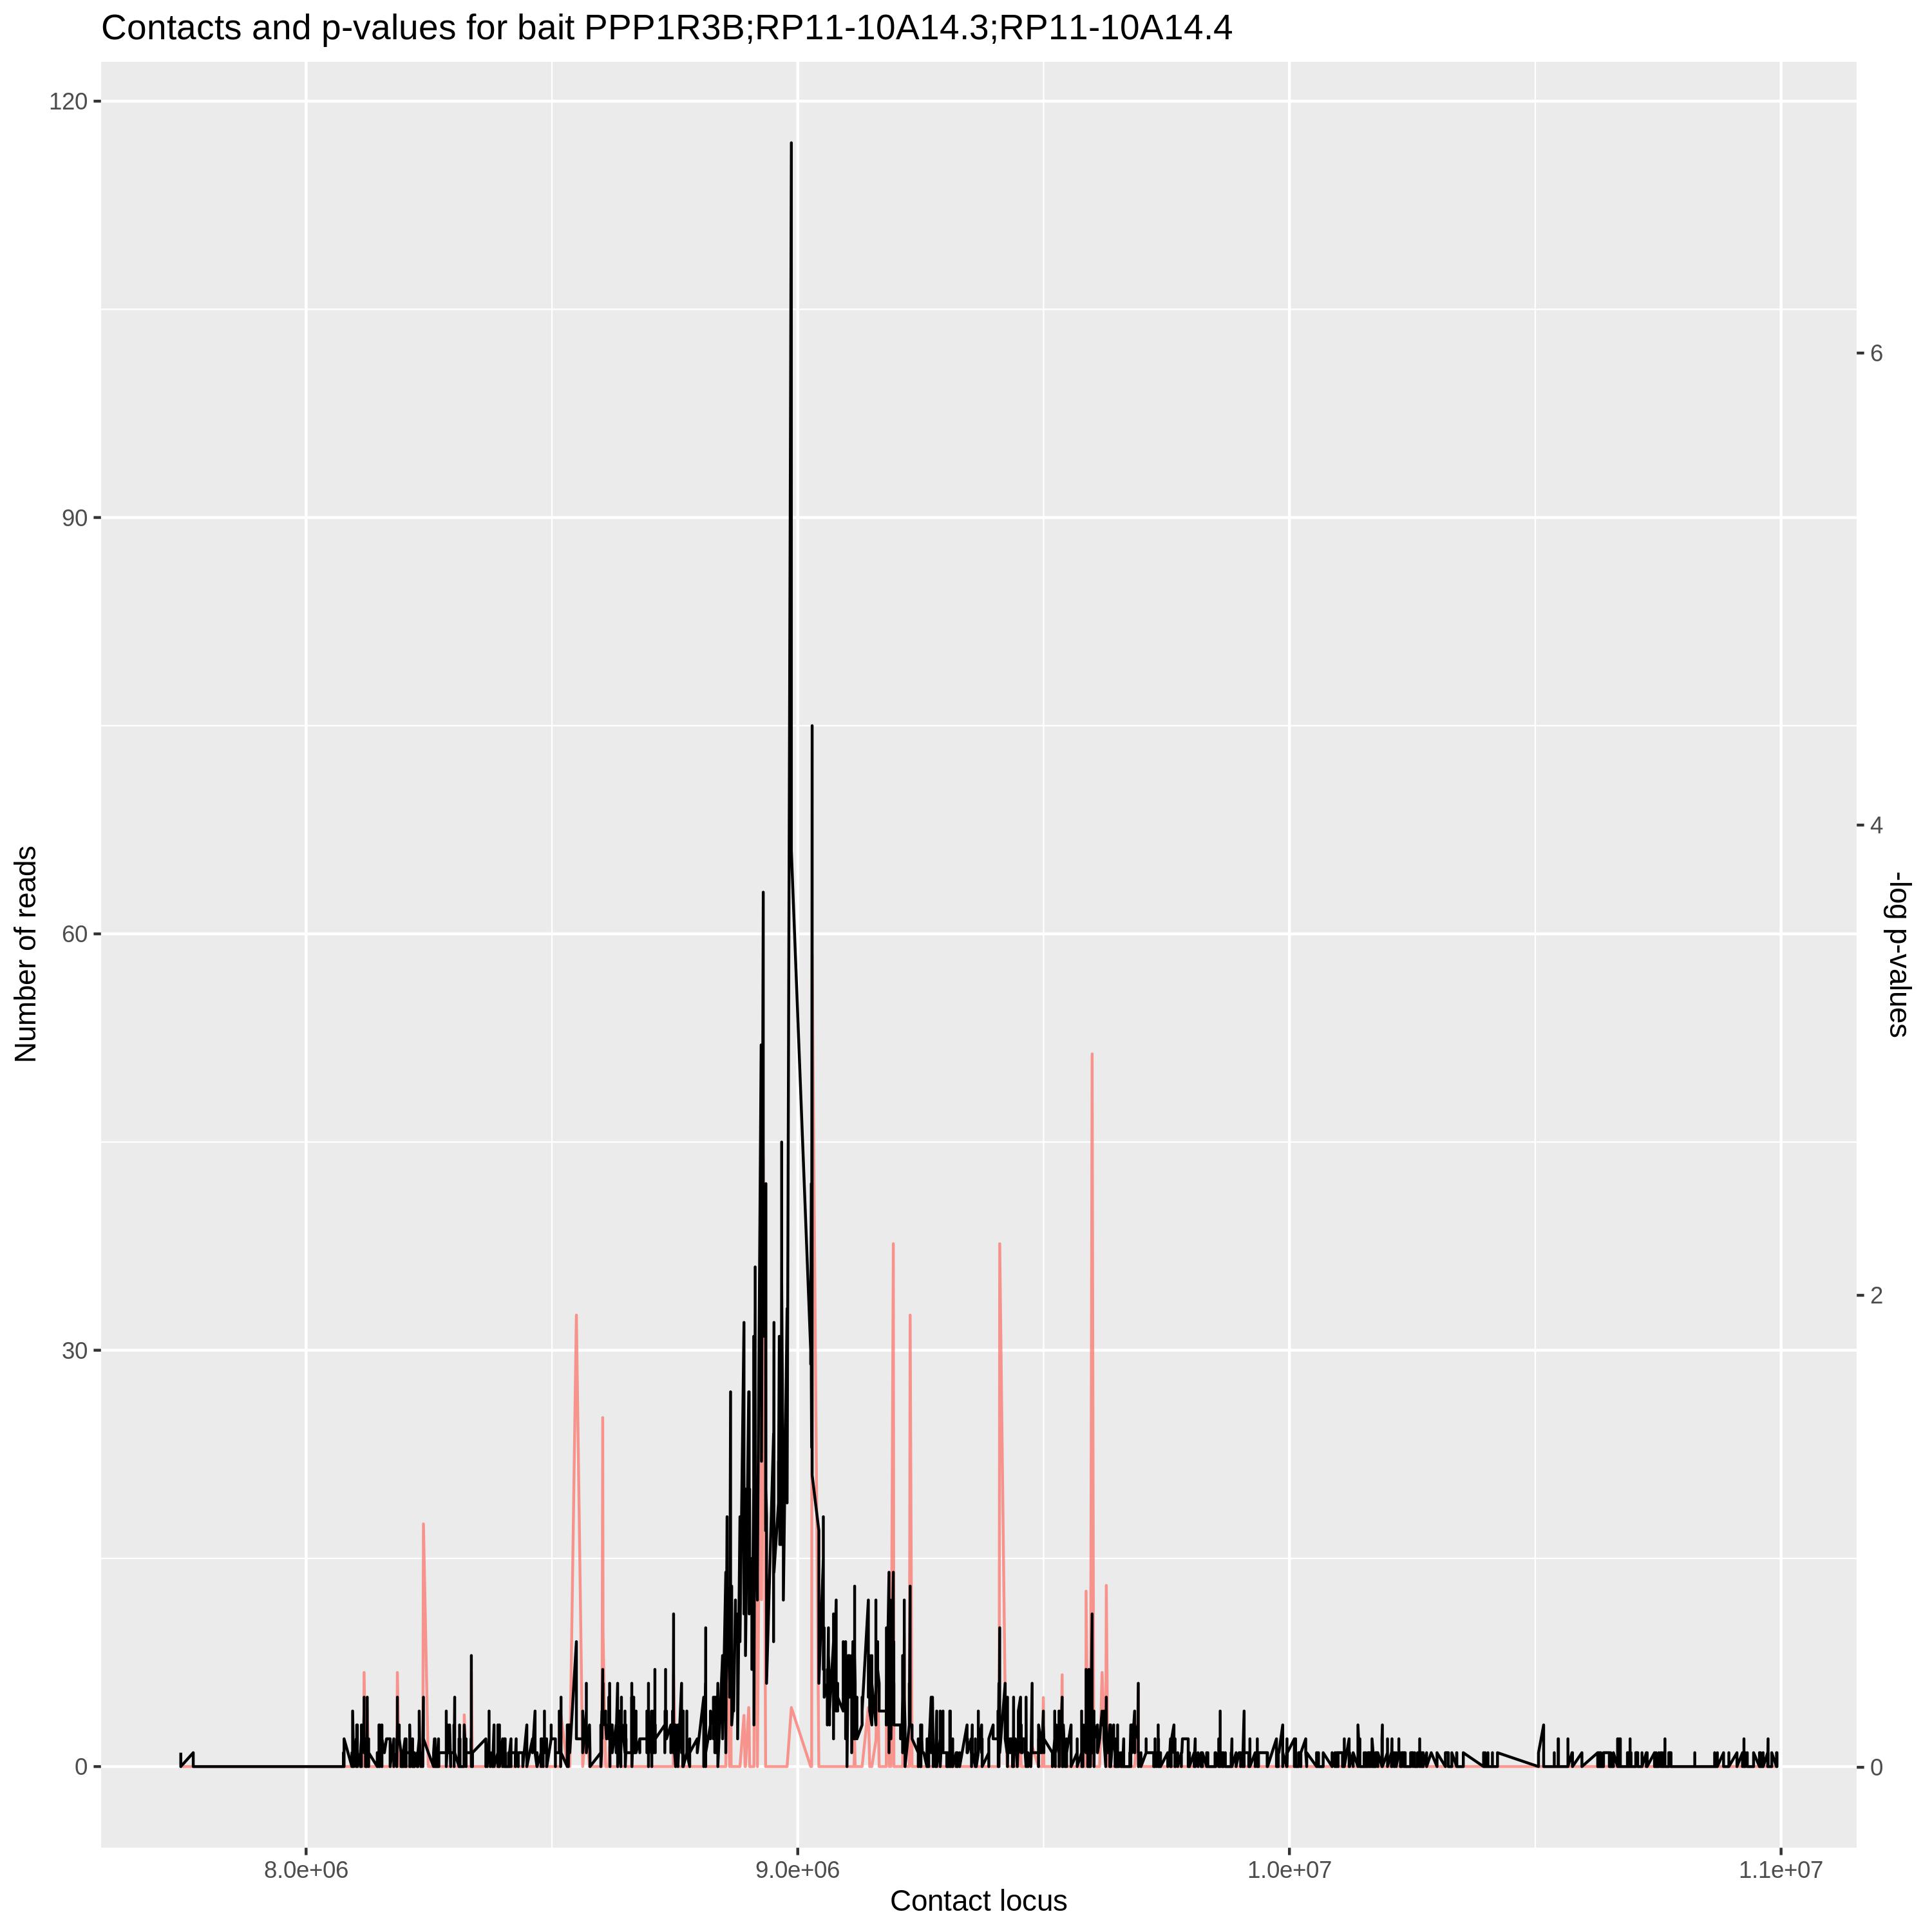 Contacts and p-values for bait PPP1R3B;RP11-10A14.3;RP11-10A14.4
120
90
60
30
0
Number of reads
6
4
2
0
-log p-values
8.0e+06
9.0e+06
1.0e+07
1.1e+07
Contact locus